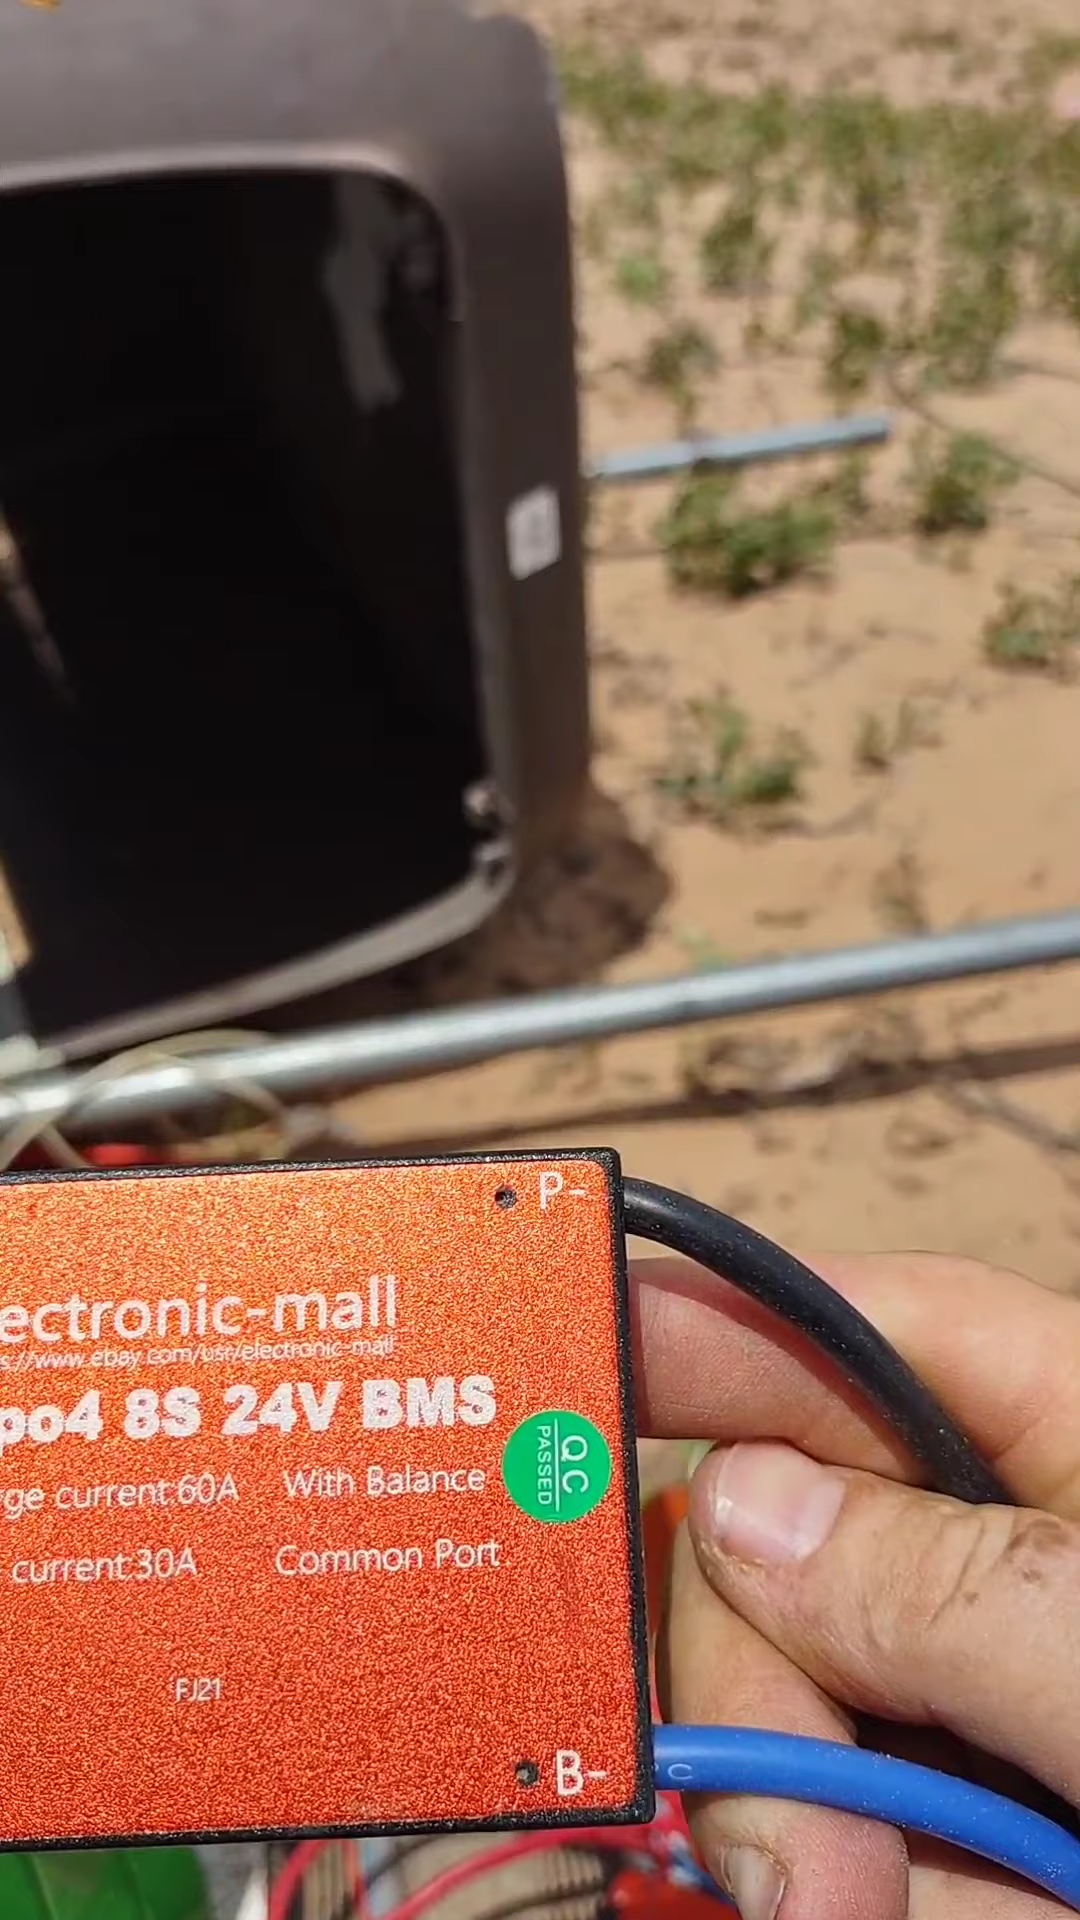 P-
ectronic-mall
s://www.ebay.com/usr/electronic-mall
po4 8S 24V BMS
rge current:60A With Balance
QC
PASSED
current:30A Common Port
FJ21
B-
C